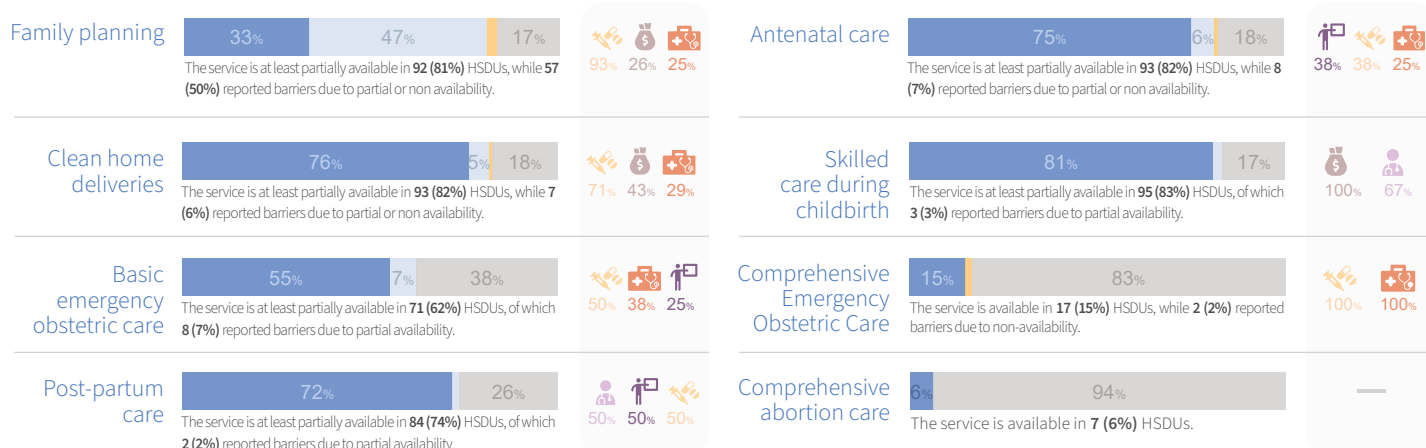 Family planning
33%
47%
17%
The service is at least partially available in 92 (81%) HSDUs, while 57
(50%) reported barriers due to partial or non availability.
93%
26%
25%
Antenatal care
75%
6%
18%
The service is at least partially available in 93 (82%) HSDUs, while 8
(7%) reported barriers due to partial or non availability.
38%
38%
25%
Clean home
deliveries
76%
5%
18%
The service is at least partially available in 93 (82%) HSDUs, while 7
(6%) reported barriers due to partial or non availability.
71%
43%
29%
Skilled
care during
childbirth
81%
17%
The service is at least partially available in 95 (83%) HSDUs, of which
3 (3%) reported barriers due to partial availability.
100%
67%
Basic
emergency
obstetric care
55%
7%
38%
The service is at least partially available in 71 (62%) HSDUs, of which
8 (7%) reported barriers due to partial availability.
50%
38%
25%
Comprehensive
Emergency
Obstetric Care
15%
83%
The service is available in 17 (15%) HSDUs, while 2 (2%) reported
barriers due to non-availability.
100%
100%
Post-partum
care
72%
26%
The service is at least partially available in 84 (74%) HSDUs, of which
2 (2%) reported barriers due to partial availability.
50%
50%
50%
Comprehensive
abortion care
6%
94%
The service is available in 7 (6%) HSDUs.